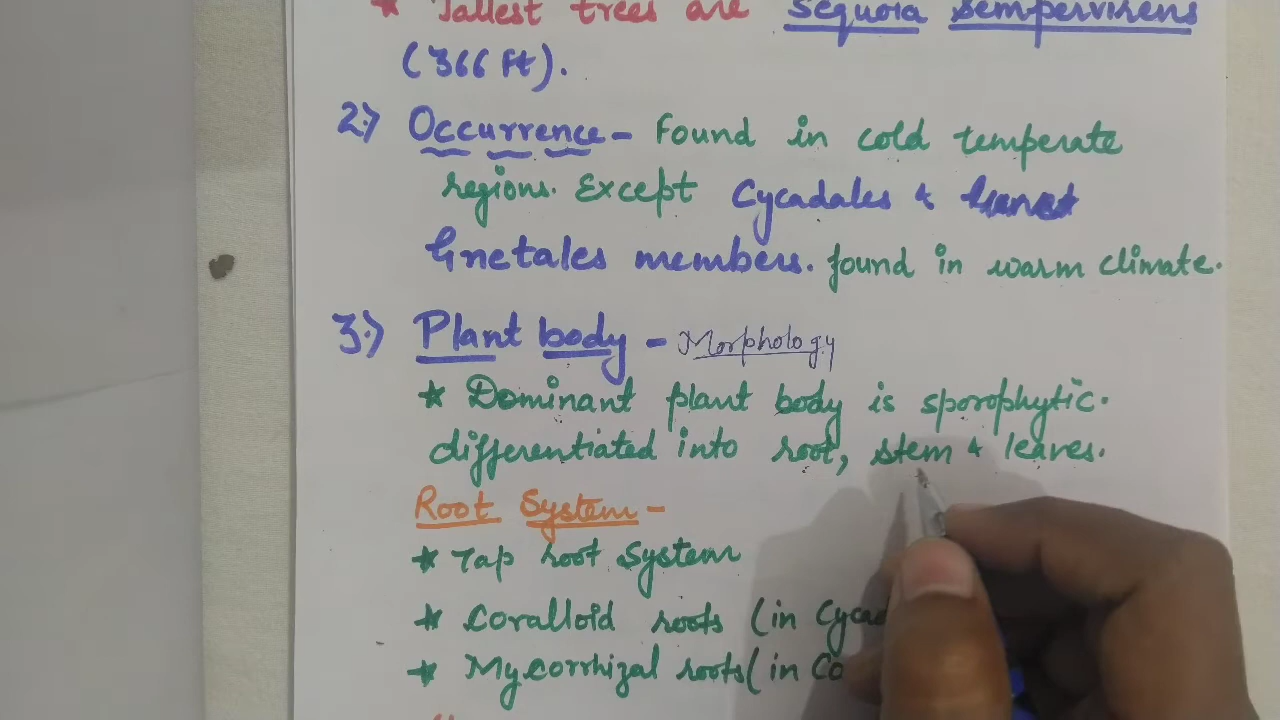 * Tallest trees are Sequoia Sempervirens
(366 Ft).
2.) Occurrence - Found in cold temperate
regions. Except Cycadales &
Gnetales members. found in warm climate.
3.) Plant body - Morphology
* Dominant plant body is sporophytic.
differentiated into root, stem & leaves.
Root System -
* Tap root system
* Coralloid roots (in Cycad
* Mycorrhizal roots (in Co